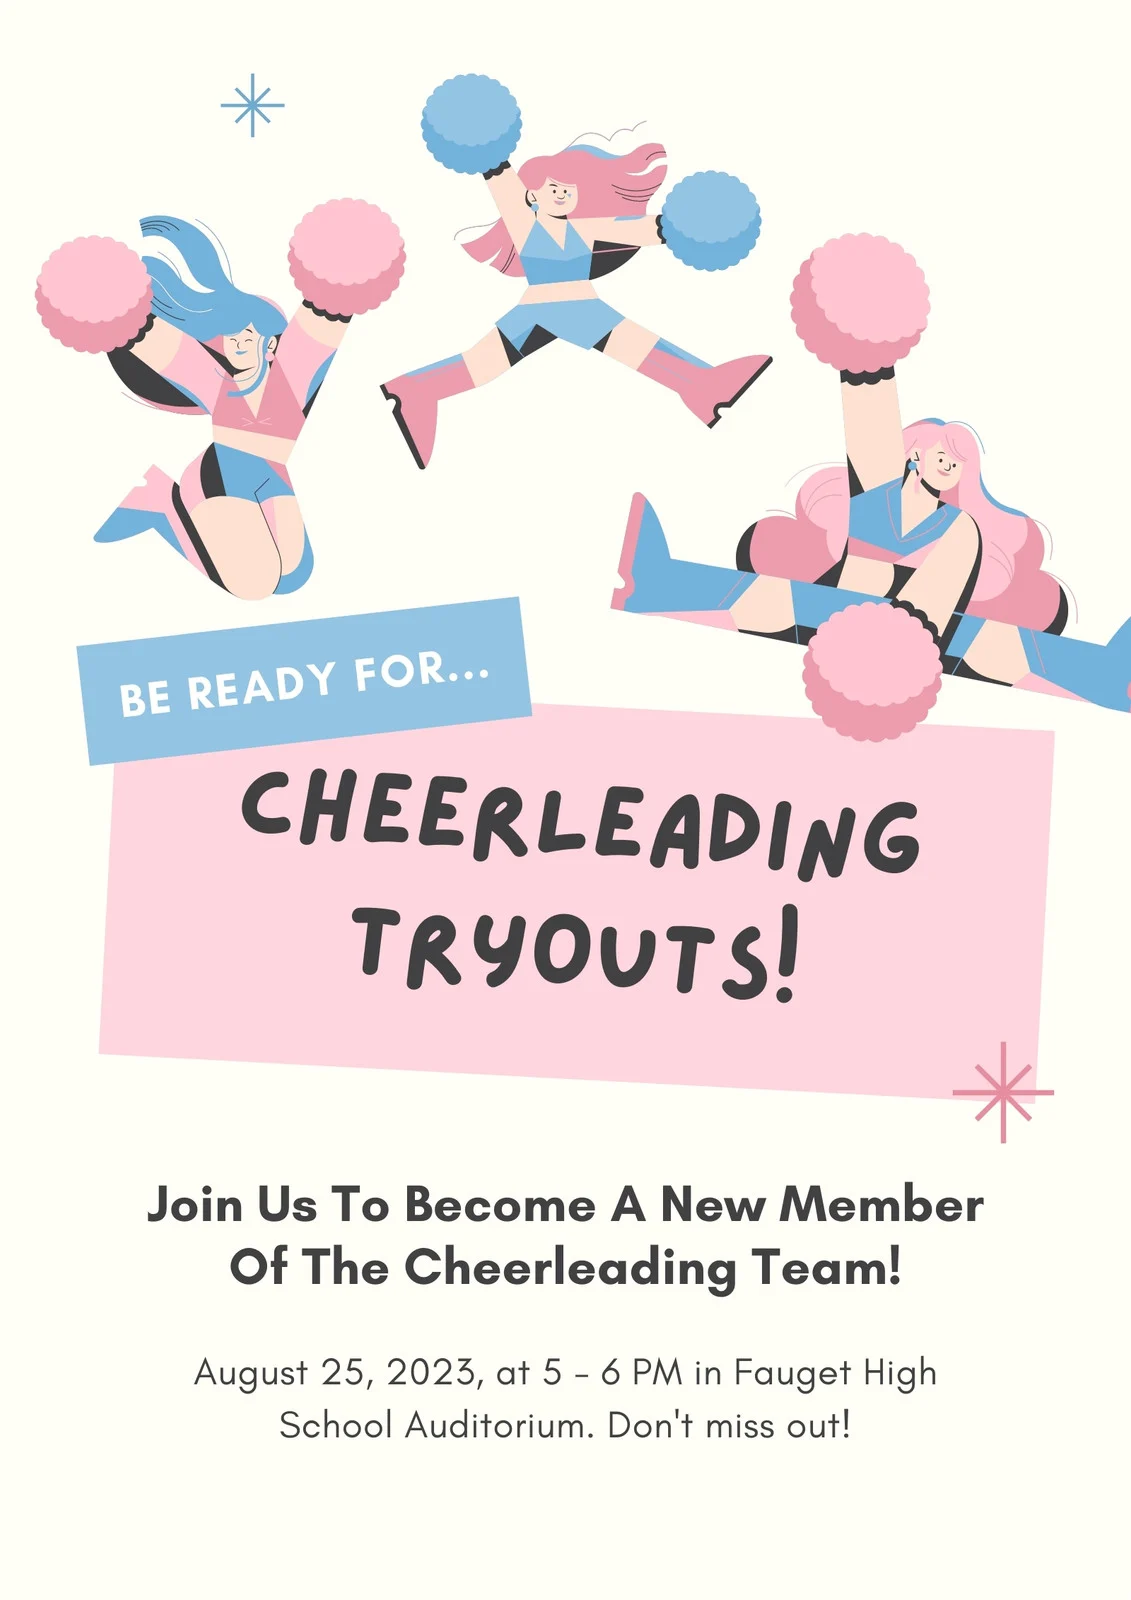 BE READY FOR...
CHEERLEADING
TRYOUTS!
Join Us To Become A New Member
Of The Cheerleading Team!
August 25, 2023, at 5 - 6 PM in Fauget High
School Auditorium. Don't miss out!